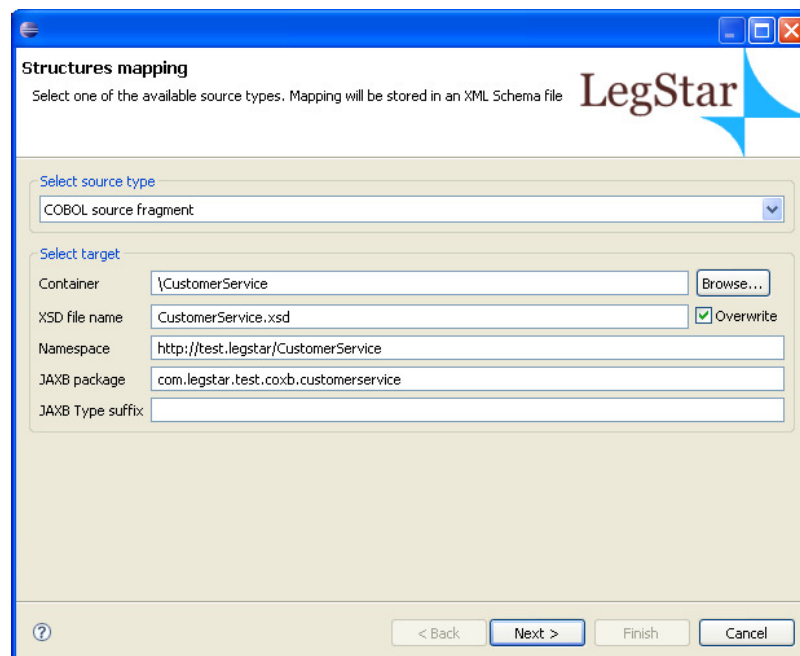 Structures mapping
Select one of the available source types. Mapping will be stored in an XML Schema file
LegStar
Select source type
COBOL source fragment
Select target
Container \CustomerService Browse...
XSD file name CustomerService.xsd Overwrite
Namespace http://test.legstar/CustomerService
JAXB package com.legstar.test.coxb.customerservice
JAXB Type suffix
? < Back Next > Finish Cancel